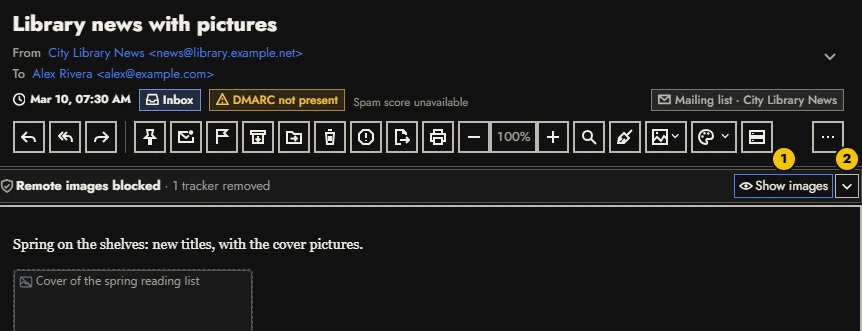 Library news with pictures
From City Library News <news@library.example.net>
To Alex Rivera <alex@example.com>
Mar 10, 07:30 AM Inbox DMARC not present Spam score unavailable Mailing list · City Library News
100%
1 2
Remote images blocked · 1 tracker removed Show images
Spring on the shelves: new titles, with the cover pictures.
Cover of the spring reading list